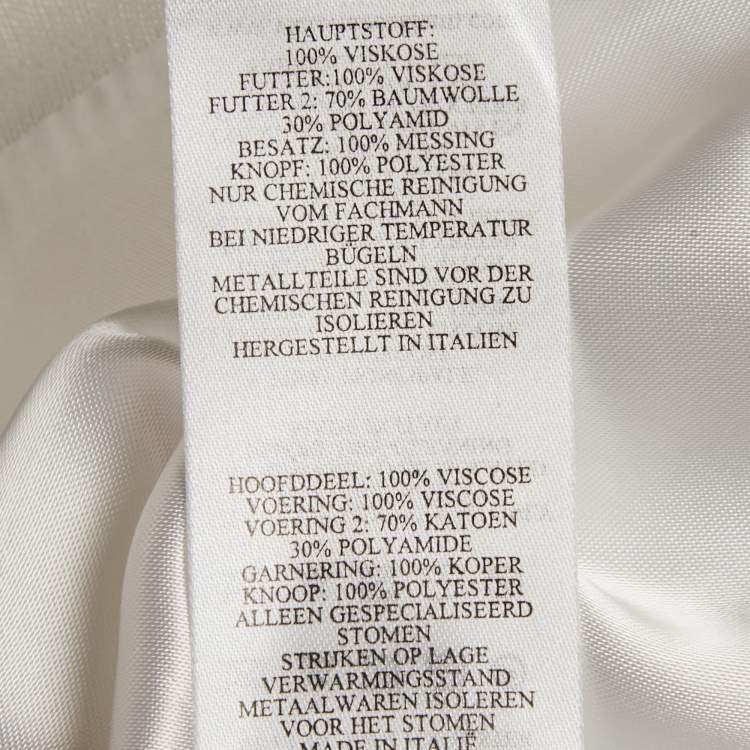 HAUPTSTOFF:
100% VISKOSE
FUTTER:100% VISKOSE
FUTTER 2: 70% BAUMWOLLE
30% POLYAMID
BESATZ: 100% MESSING
KNOPF: 100% POLYESTER
NUR CHEMISCHE REINIGUNG
VOM FACHMANN
BEI NIEDRIGER TEMPERATUR
BÜGELN
METALLTEILE SIND VOR DER
CHEMISCHEN REINIGUNG ZU
ISOLIEREN
HERGESTELLT IN ITALIEN
HOOFDDEEL: 100% VISCOSE
VOERING: 100% VISCOSE
VOERING 2: 70% KATOEN
30% POLYAMIDE
GARNERING: 100% KOPER
KNOOP: 100% POLYESTER
ALLEEN GESPECIALISEERD
STOMEN
STRIJKEN OP LAGE
VERWARMINGSSTAND
METAALWAREN ISOLEREN
VOOR HET STOMEN
MADE IN ITALIË